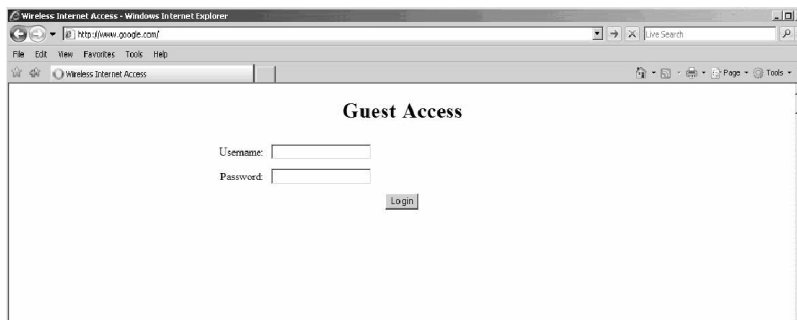 Wireless Internet Access - Windows Internet Explorer
http://www.google.com/
Live Search
File Edit View Favorites Tools Help
Wireless Internet Access
Page Tools
Guest Access
Username:
Password:
Login